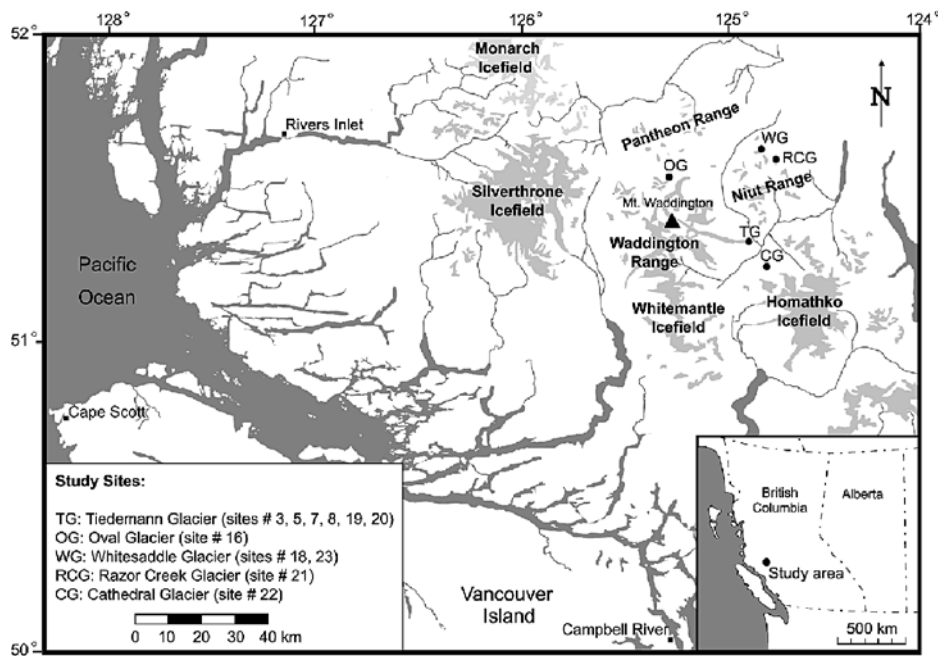 128°
127°
126°
125°
124°
52°
Monarch
Icefield
N
Pantheon Range
Rivers Inlet
WG
RCG
OG
Niut Range
Silverthrone
Icefield
Mt. Waddington
TG
Waddington
Range
CG
Pacific
Ocean
Whitemantle
Icefield
Homathko
Icefield
51°
Cape Scott
Study Sites:
TG: Tiedemann Glacier (sites # 3, 5, 7, 8, 19, 20)
OG: Oval Glacier (site # 16)
WG: Whitesaddle Glacier (sites # 18, 23)
RCG: Razor Creek Glacier (site # 21)
CG: Cathedral Glacier (site # 22)
0 10 20 30 40 km
Vancouver
Island
Campbell River
British
Columbia
Alberta
Study area
500 km
50°